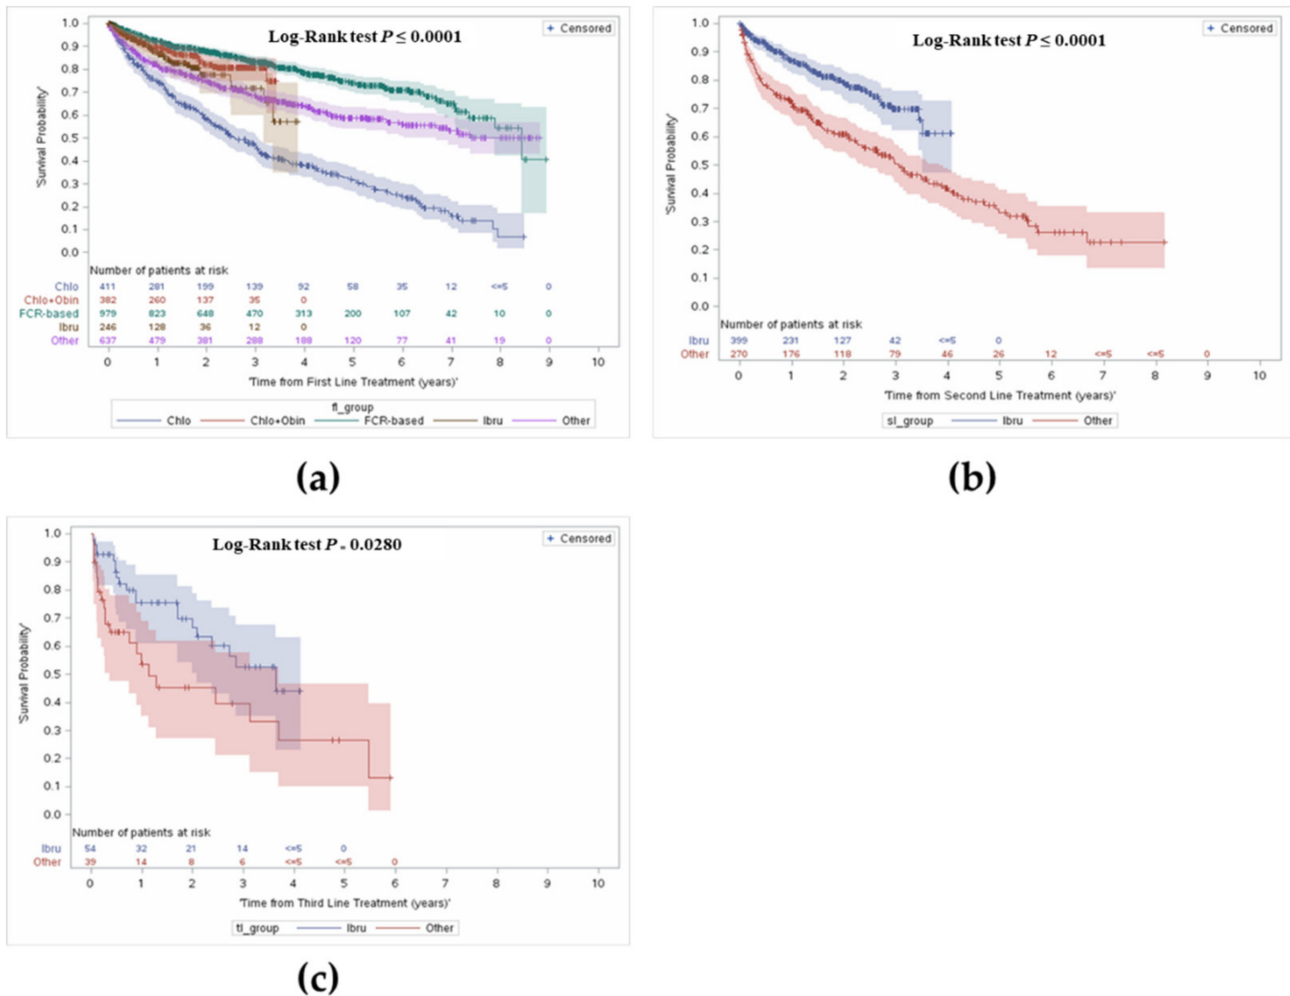 Log-Rank test P ≤ 0.0001
+ Censored
1.0
0.9
0.8
0.7
0.6
0.5
0.4
0.3
0.2
0.1
0.0
'Survival Probability'
Number of patients at risk
Chlo 411 281 199 139 92 58 35 12 <=5 0
Chlo+Obin 382 260 137 35 0
FCR-based 979 823 648 470 313 200 107 42 10 0
Ibru 246 128 36 12 0
Other 637 479 381 288 188 120 77 41 19 0
0 1 2 3 4 5 6 7 8 9 10
'Time from First Line Treatment (years)'
fl_group
Chlo Chlo+Obin FCR-based Ibru Other
(a)
Log-Rank test P ≤ 0.0001
+ Censored
1.0
0.9
0.8
0.7
0.6
0.5
0.4
0.3
0.2
0.1
0.0
'Survival Probability'
Number of patients at risk
Ibru 399 231 127 42 <=5 0
Other 270 176 118 79 46 26 12 <=5 <=5 0
0 1 2 3 4 5 6 7 8 9 10
'Time from Second Line Treatment (years)'
sl_group Ibru Other
(b)
Log-Rank test P = 0.0280
+ Censored
1.0
0.9
0.8
0.7
0.6
0.5
0.4
0.3
0.2
0.1
0.0
'Survival Probability'
Number of patients at risk
Ibru 54 32 21 14 <=5 0
Other 39 14 8 6 <=5 <=5 0
0 1 2 3 4 5 6 7 8 9 10
'Time from Third Line Treatment (years)'
tl_group Ibru Other
(c)